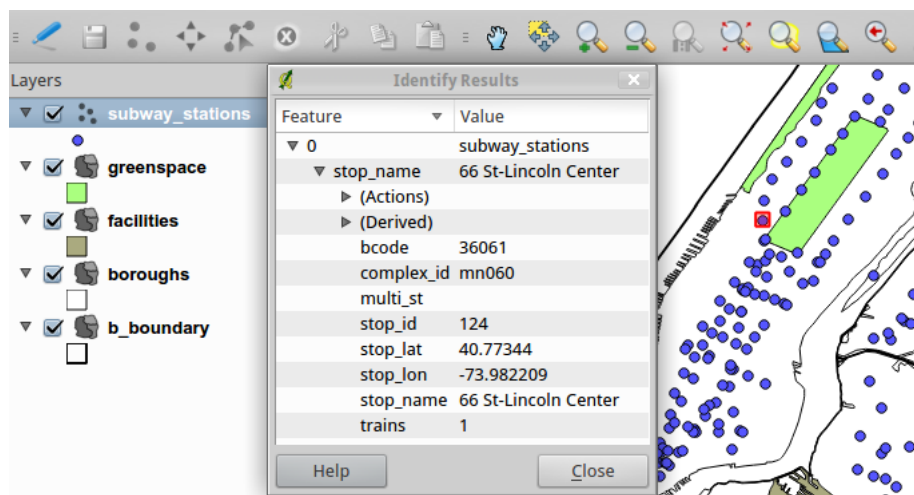 Layers
subway_stations
greenspace
facilities
boroughs
b_boundary
Identify Results
Feature Value
0 subway_stations
stop_name 66 St-Lincoln Center
(Actions)
(Derived)
bcode 36061
complex_id mn060
multi_st
stop_id 124
stop_lat 40.77344
stop_lon -73.982209
stop_name 66 St-Lincoln Center
trains 1
Help Close